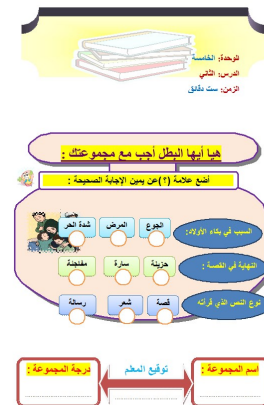 الوحدة: الخامسة
الدرس: الثاني
الزمن: ست دقائق
هيا أيها البطل أجب مع مجموعتك :
أضع علامة (؟)عن يمين الإجابة الصحيحة :
السبب في بكاء الأولاد:
الجوع
المرض
شدة الحر
النهاية في القصة :
حزينة
سارة
مفتجنة
نوع النص الذي قرأته
قصة
شعر
رسالة
اسم المجموعة :
توقيع المعلم
درجة المجموعة :